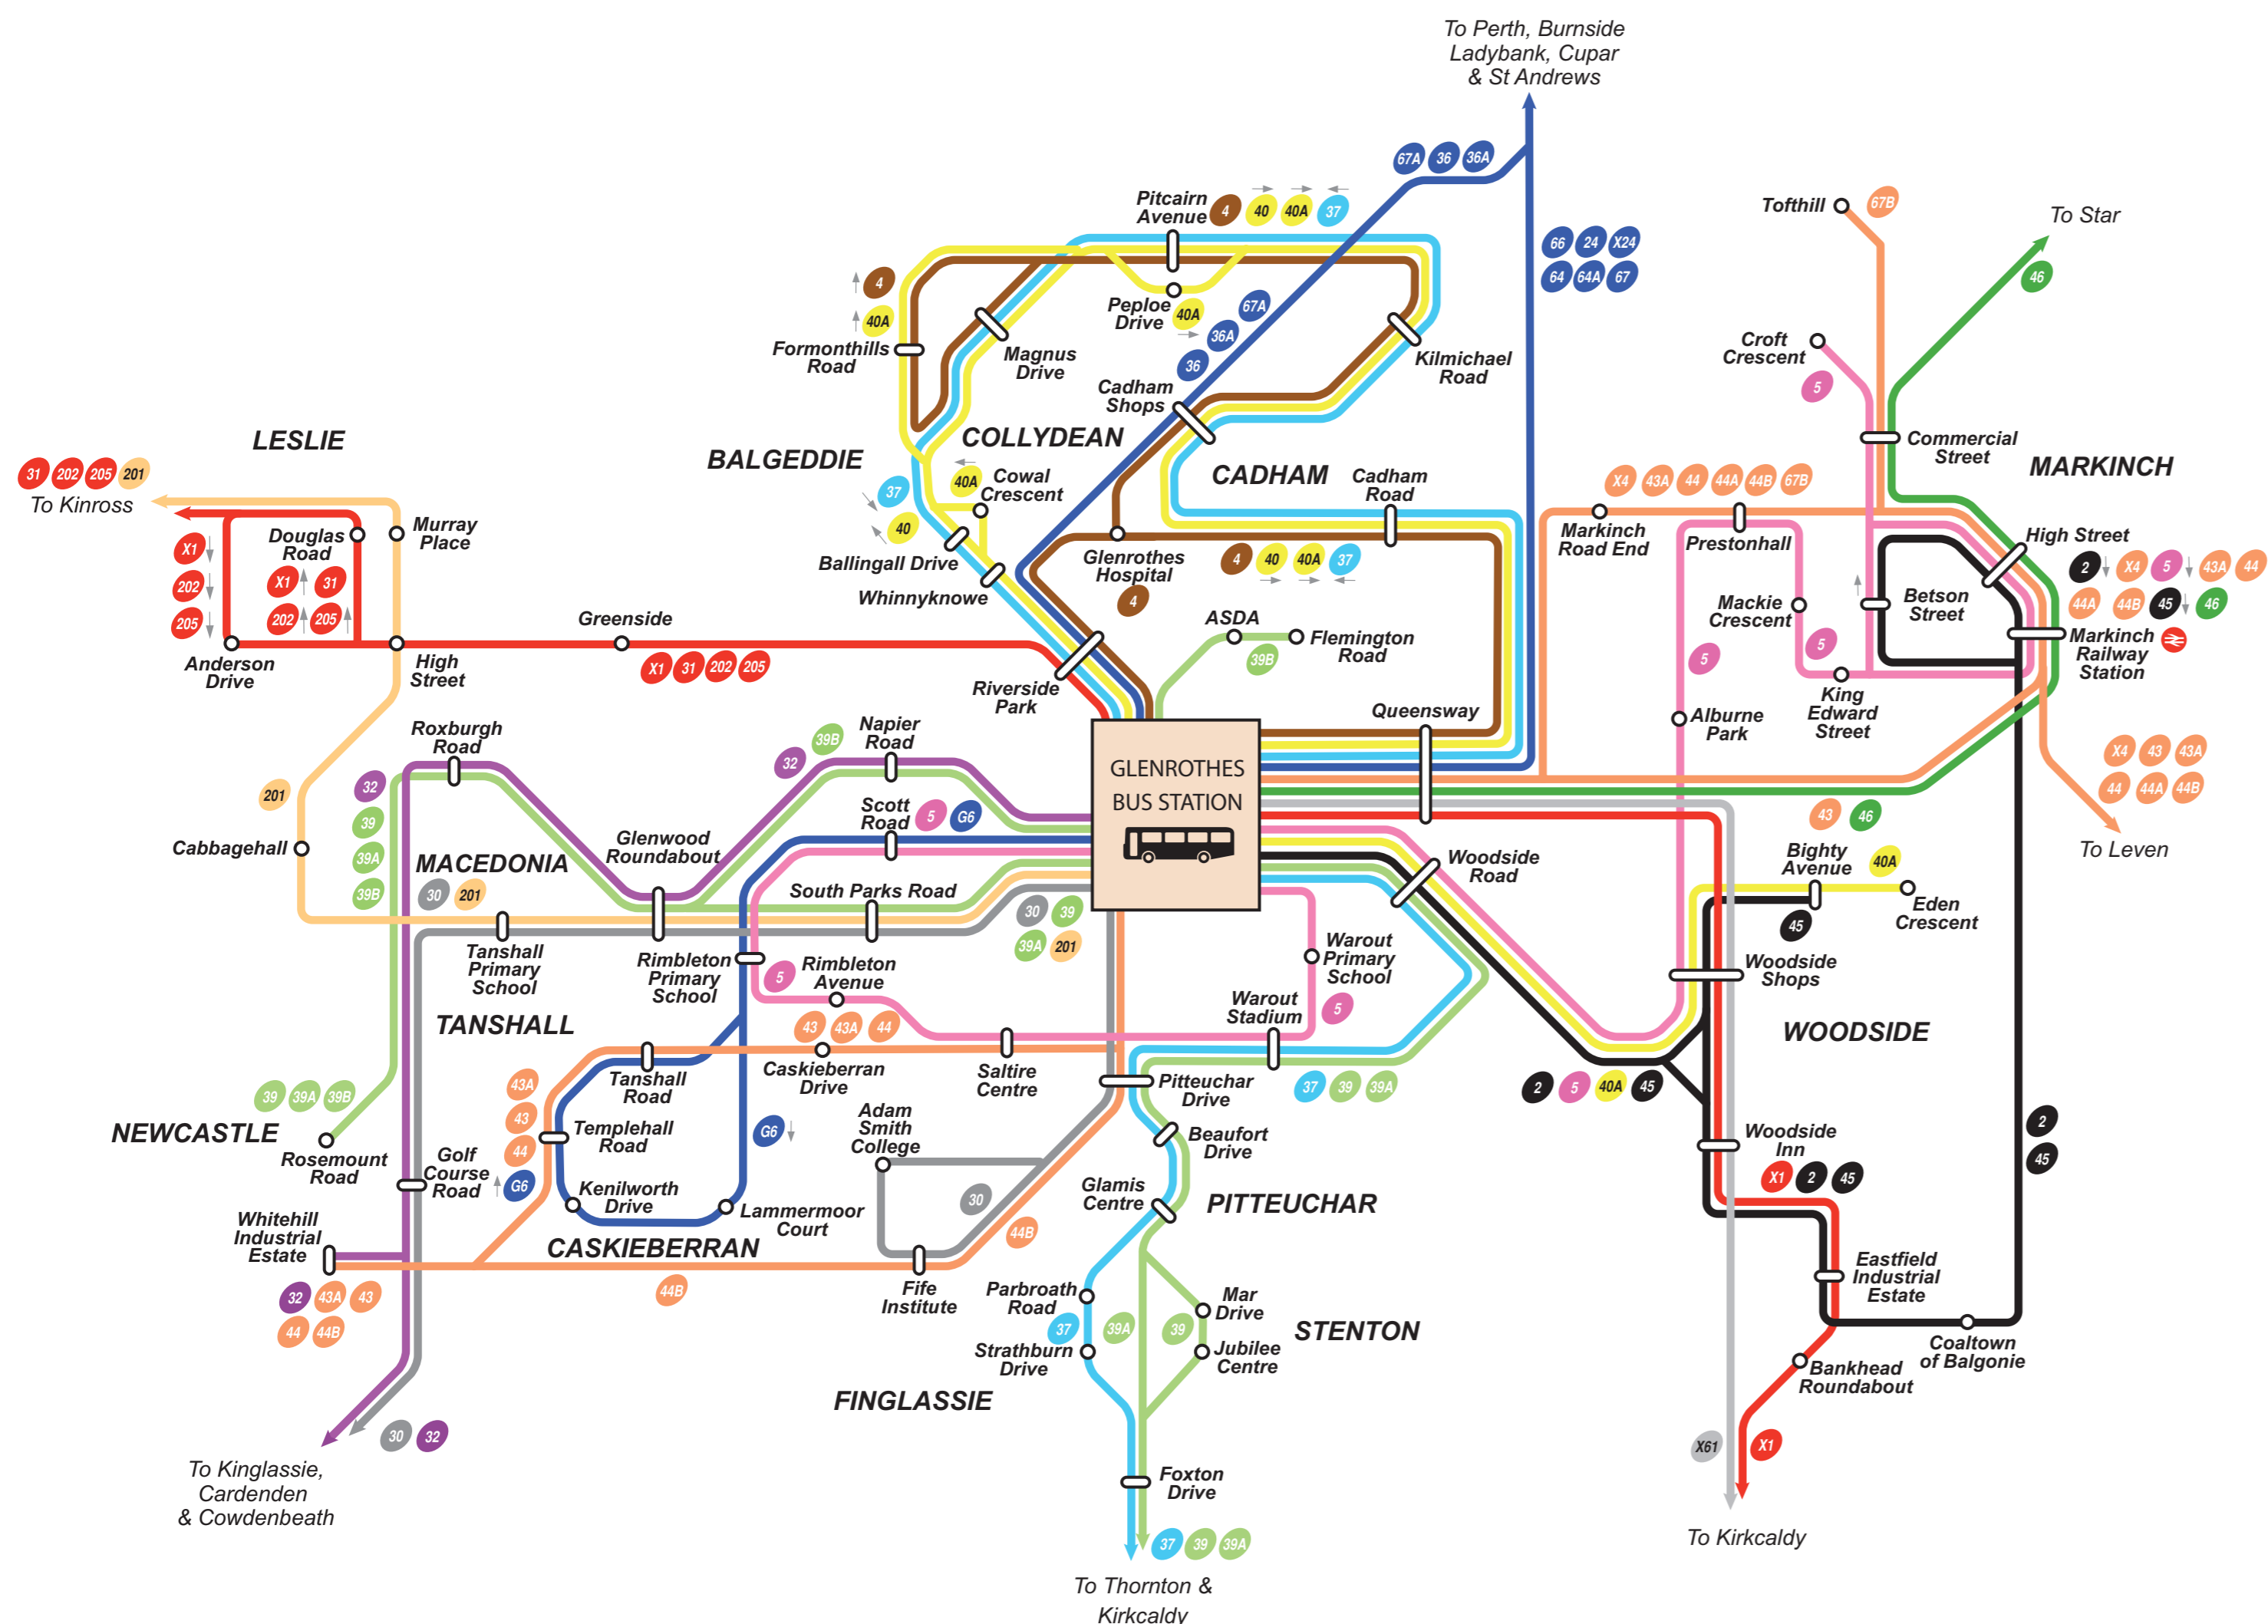 To Perth, Burnside
Ladybank, Cupar
& St Andrews
67A 36 36A
Pitcairn
Avenue
4 40 40A 37
Tofthill
67B
To Star
46
66 24 X24
64 64A 67
4
40A
Formonthills
Road
Magnus
Drive
Peploe
Drive
40A
67A
36A
36
Kilmichael
Road
Croft
Crescent
5
Cadham
Shops
Commercial
Street
MARKINCH
LESLIE
31 202 205 201
To Kinross
BALGEDDIE
COLLYDEAN
CADHAM
37
40
40A
Cowal
Crescent
Cadham
Road
X4 43A 44 44A 44B 67B
Markinch
Road End
Prestonhall
High Street
2 X4 5 43A 44
44A 44B 45 46
X1
202
205
Douglas
Road
X1 31
202 205
Murray
Place
Ballingall Drive
Whinnyknowe
Glenrothes
Hospital
4
4 40 40A 37
Mackie
Crescent
5
Betson
Street
Markinch
Railway
Station
Anderson
Drive
High
Street
Greenside
X1 31 202 205
Riverside
Park
ASDA
39B
Flemington
Road
5
King
Edward
Street
Alburne
Park
Roxburgh
Road
Napier
Road
39B
32
Queensway
GLENROTHES
BUS STATION
X4 43 43A
44 44A 44B
To Leven
201
32
39
39A
39B
Cabbagehall
MACEDONIA
30 201
Glenwood
Roundabout
Scott
Road
5 G6
South Parks Road
Woodside
Road
43 46
Bighty
Avenue
40A
45
Eden
Crescent
Tanshall
Primary
School
Rimbleton
Primary
School
5
Rimbleton
Avenue
30 39
39A 201
Warout
Primary
School
Woodside
Shops
TANSHALL
43 43A 44
Warout
Stadium
5
WOODSIDE
Tanshall
Road
Caskieberran
Drive
Saltire
Centre
Pitteuchar
Drive
37 39 39A
2 5 40A 45
39 39A 39B
NEWCASTLE
Rosemount
Road
43A
43
44
Templehall
Road
G6
Adam
Smith
College
Beaufort
Drive
Woodside
Inn
X1 2 45
2
45
Golf
Course
Road
G6
Kenilworth
Drive
Lammermoor
Court
30
44B
Glamis
Centre
PITTEUCHAR
Whitehill
Industrial
Estate
CASKIEBERRAN
32 43A 43
44 44B
44B
Fife
Institute
Parbroath
Road
37
39A
39
Mar
Drive
STENTON
Eastfield
Industrial
Estate
Strathburn
Drive
Jubilee
Centre
Coaltown
of Balgonie
Bankhead
Roundabout
FINGLASSIE
30 32
To Kinglassie,
Cardenden
& Cowdenbeath
X61 X1
Foxton
Drive
37 39 39A
To Kirkcaldy
To Thornton &
Kirkcaldy